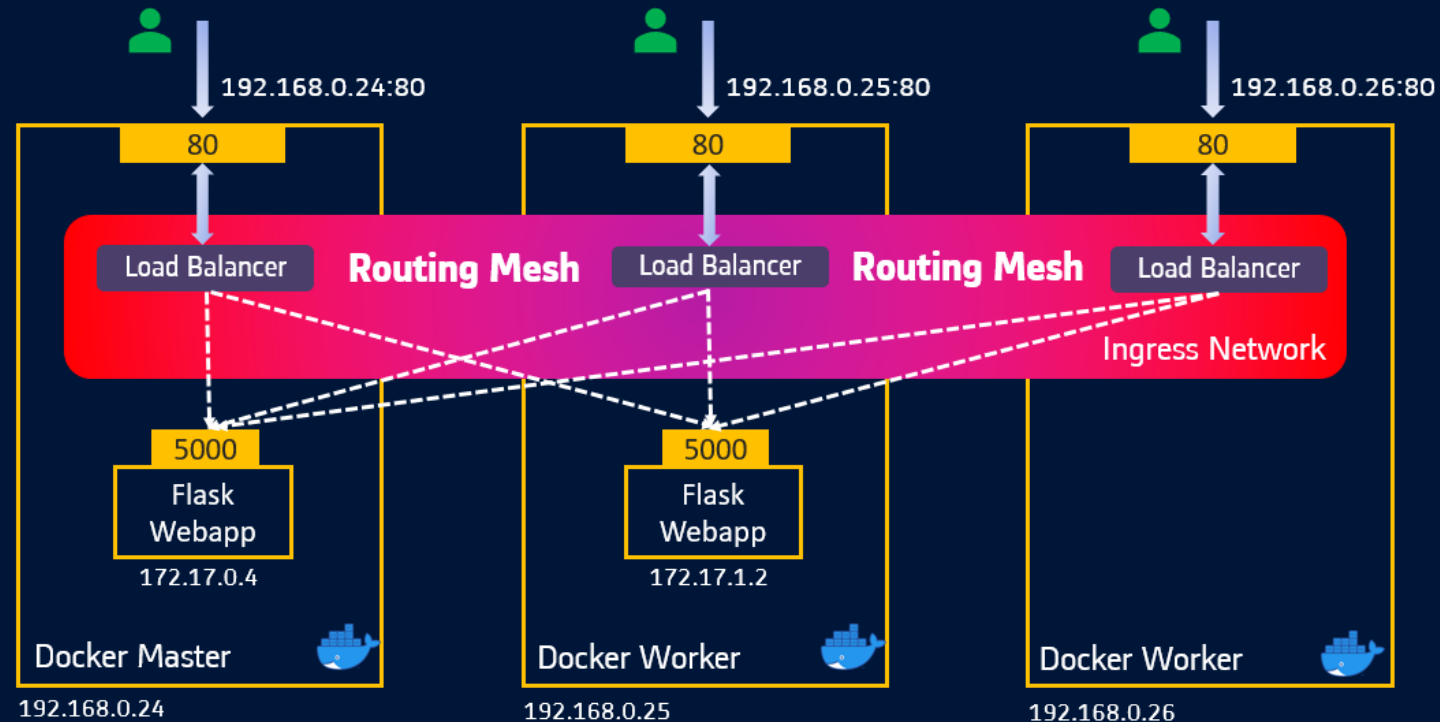 192.168.0.24:80
192.168.0.25:80
192.168.0.26:80
80
80
80
Load Balancer
Routing Mesh
Load Balancer
Routing Mesh
Load Balancer
Ingress Network
5000
5000
Flask
Webapp
Flask
Webapp
172.17.0.4
172.17.1.2
Docker Master
Docker Worker
Docker Worker
192.168.0.24
192.168.0.25
192.168.0.26